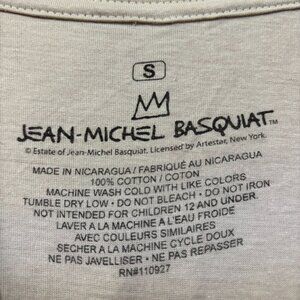 S
JEAN-MICHEL BASQUIAT™
© Estate of Jean-Michel Basquiat. Licensed by Artestar, New York.
MADE IN NICARAGUA / FABRIQUÉ AU NICARAGUA
100% COTTON / COTON
MACHINE WASH COLD WITH LIKE COLORS
TUMBLE DRY LOW • DO NOT BLEACH • DO NOT IRON
NOT INTENDED FOR CHILDREN 12 AND UNDER.
LAVER A LA MACHINE A L'EAU FROIDE
AVEC COULEURS SIMILAIRES
SÉCHER A LA MACHINE CYCLE DOUX
NE PAS JAVELLISER • NE PAS REPASSER
RN#110927